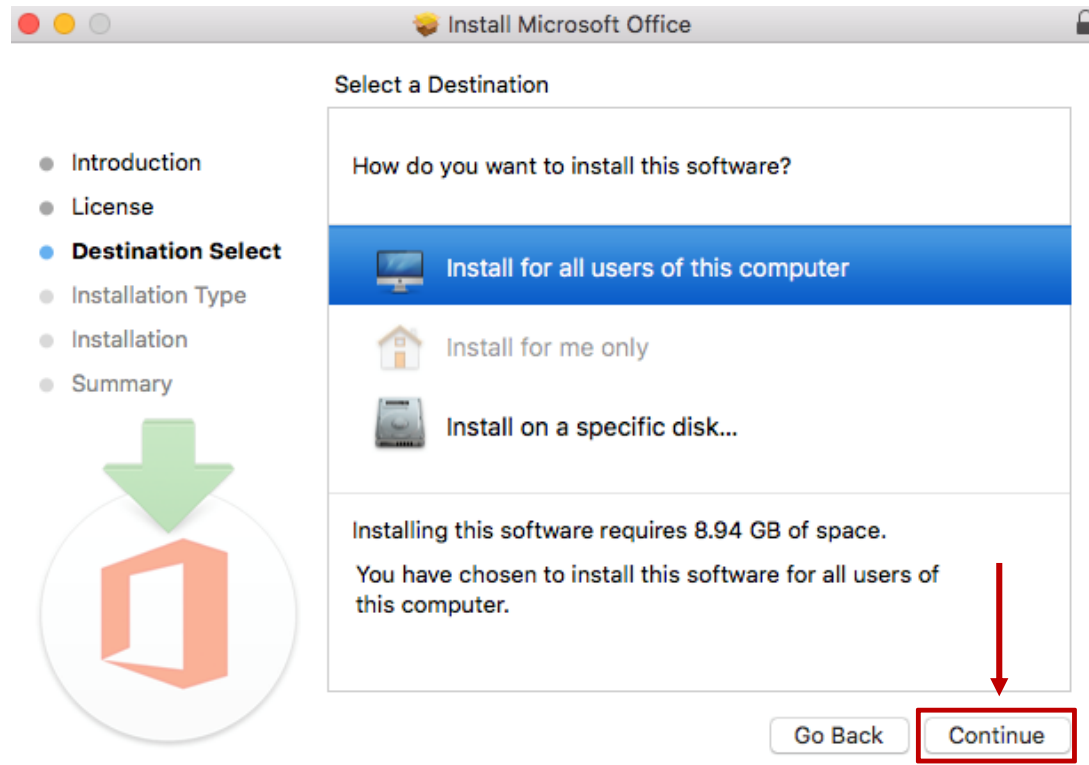 Install Microsoft Office
Select a Destination
Introduction
License
Destination Select
Installation Type
Installation
Summary
How do you want to install this software?
Install for all users of this computer
Install for me only
Install on a specific disk...
Installing this software requires 8.94 GB of space.
You have chosen to install this software for all users of
this computer.
Go Back
Continue